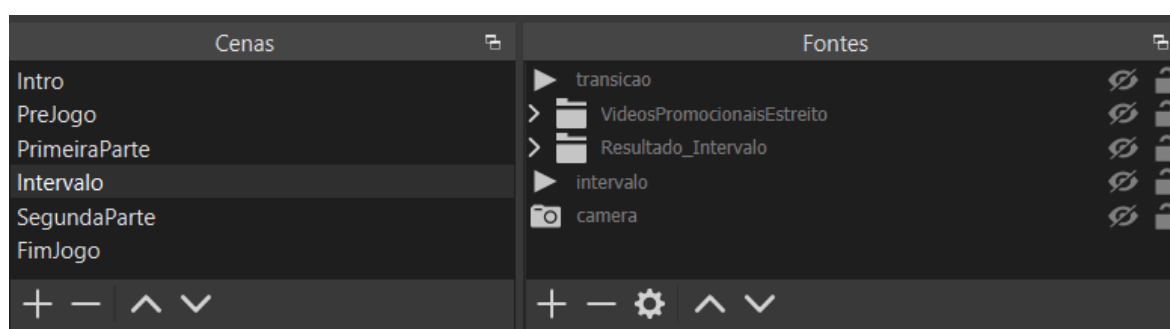 Cenas
Intro
PreJogo
PrimeiraParte
Intervalo
SegundaParte
FimJogo
Fontes
transicao
VideosPromocionaisEstreito
Resultado_Intervalo
intervalo
camera